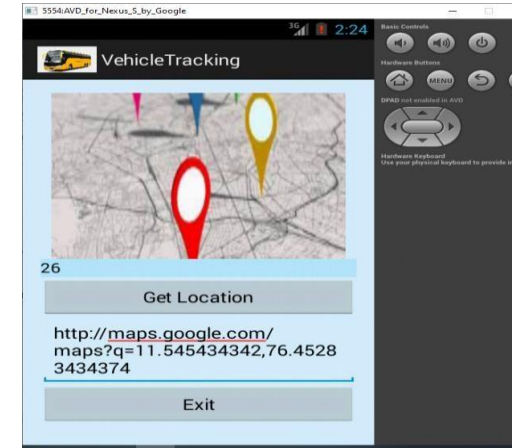 5554:AVD_for_Nexus_S_by_Google
3G 2:24
VehicleTracking
26
Get Location
http://maps.google.com/
maps?q=11.545434342,76.4528
3434374
Exit
Basic Controls
Hardware Buttons
MENU
DPAD not enabled in AVD
Hardware Keyboard
Use your physical keyboard to provide in